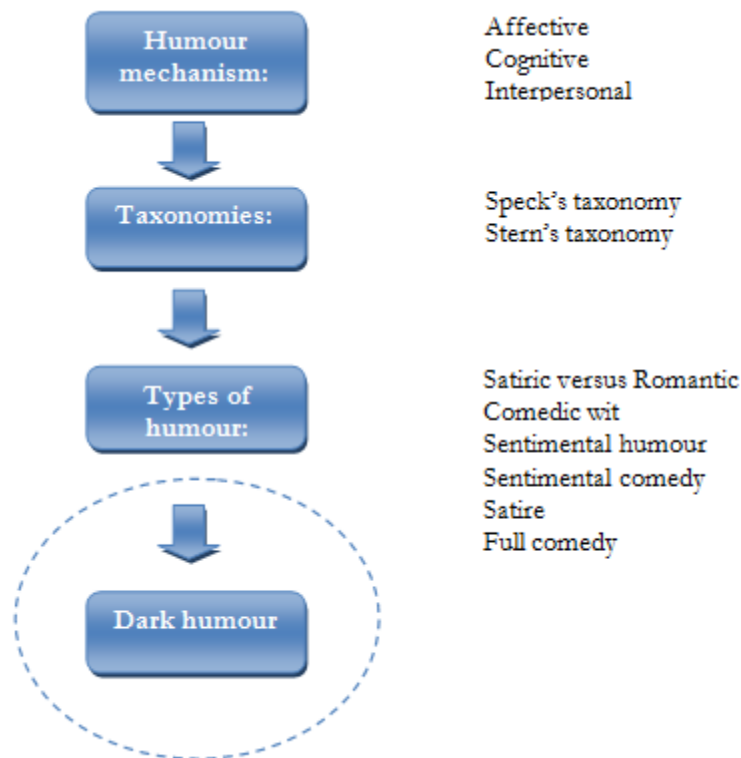 Humour
mechanism:
Affective
Cognitive
Interpersonal
Taxonomies:
Speck's taxonomy
Stern's taxonomy
Types of
humour:
Satiric versus Romantic
Comedic wit
Sentimental humour
Sentimental comedy
Satire
Full comedy
Dark humour